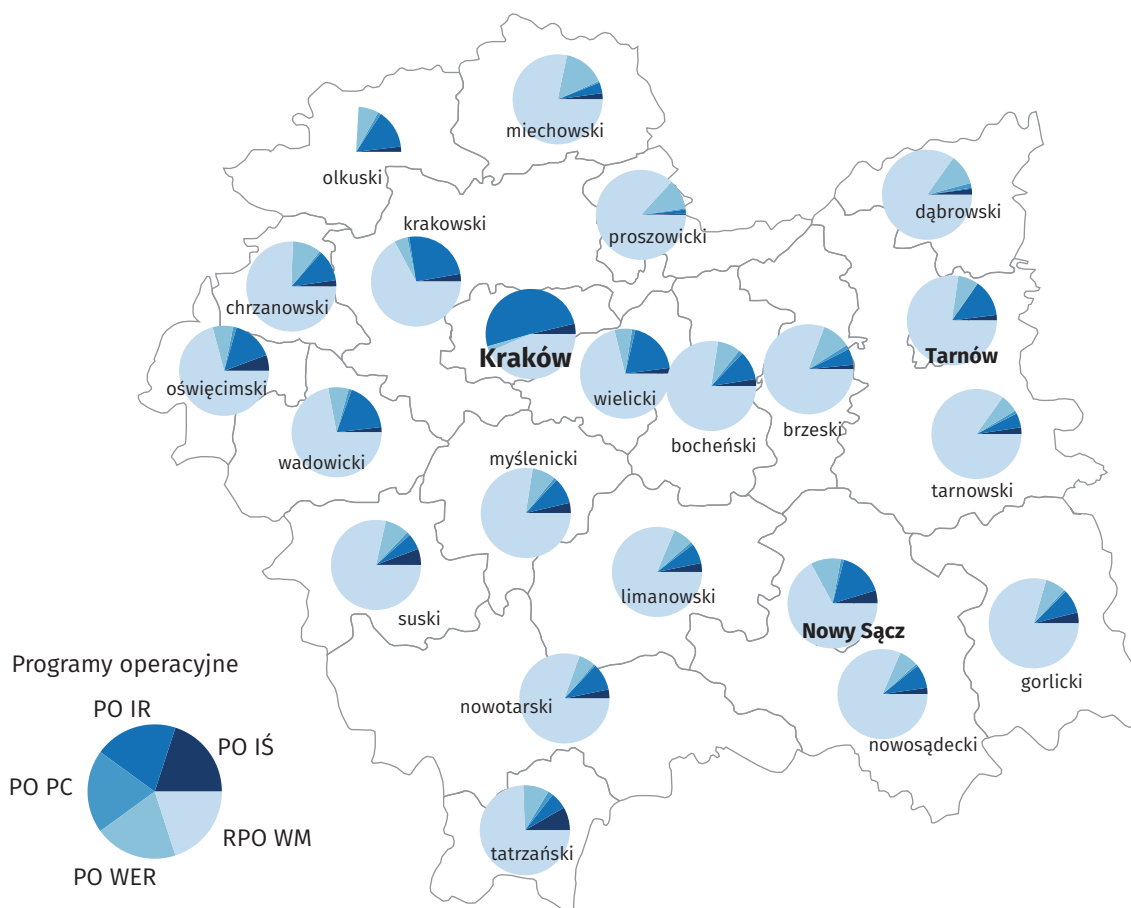 miechowski
olkuski
dąbrowski
krakowski
proszowicki
chrzanowski
Kraków
Tarnów
oświęcimski
wielicki
brzeski
bocheński
wadowicki
myślenicki
tarnowski
limanowski
suski
Nowy Sącz
Programy operacyjne
gorlicki
nowotarski
PO IR
nowosądecki
PO IŚ
PO PC
RPO WM
tatrzański
PO WER